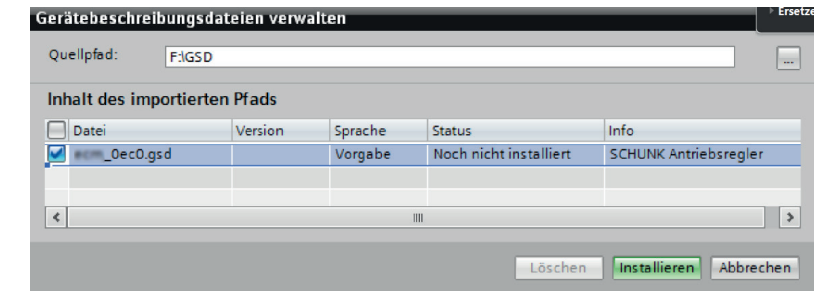 Gerätebeschreibungsdateien verwalten
Ersetze
Quellpfad: F:\GSD
...
Inhalt des importierten Pfads
Datei Version Sprache Status Info
_0ec0.gsd Vorgabe Noch nicht installiert SCHUNK Antriebsregler
Löschen Installieren Abbrechen